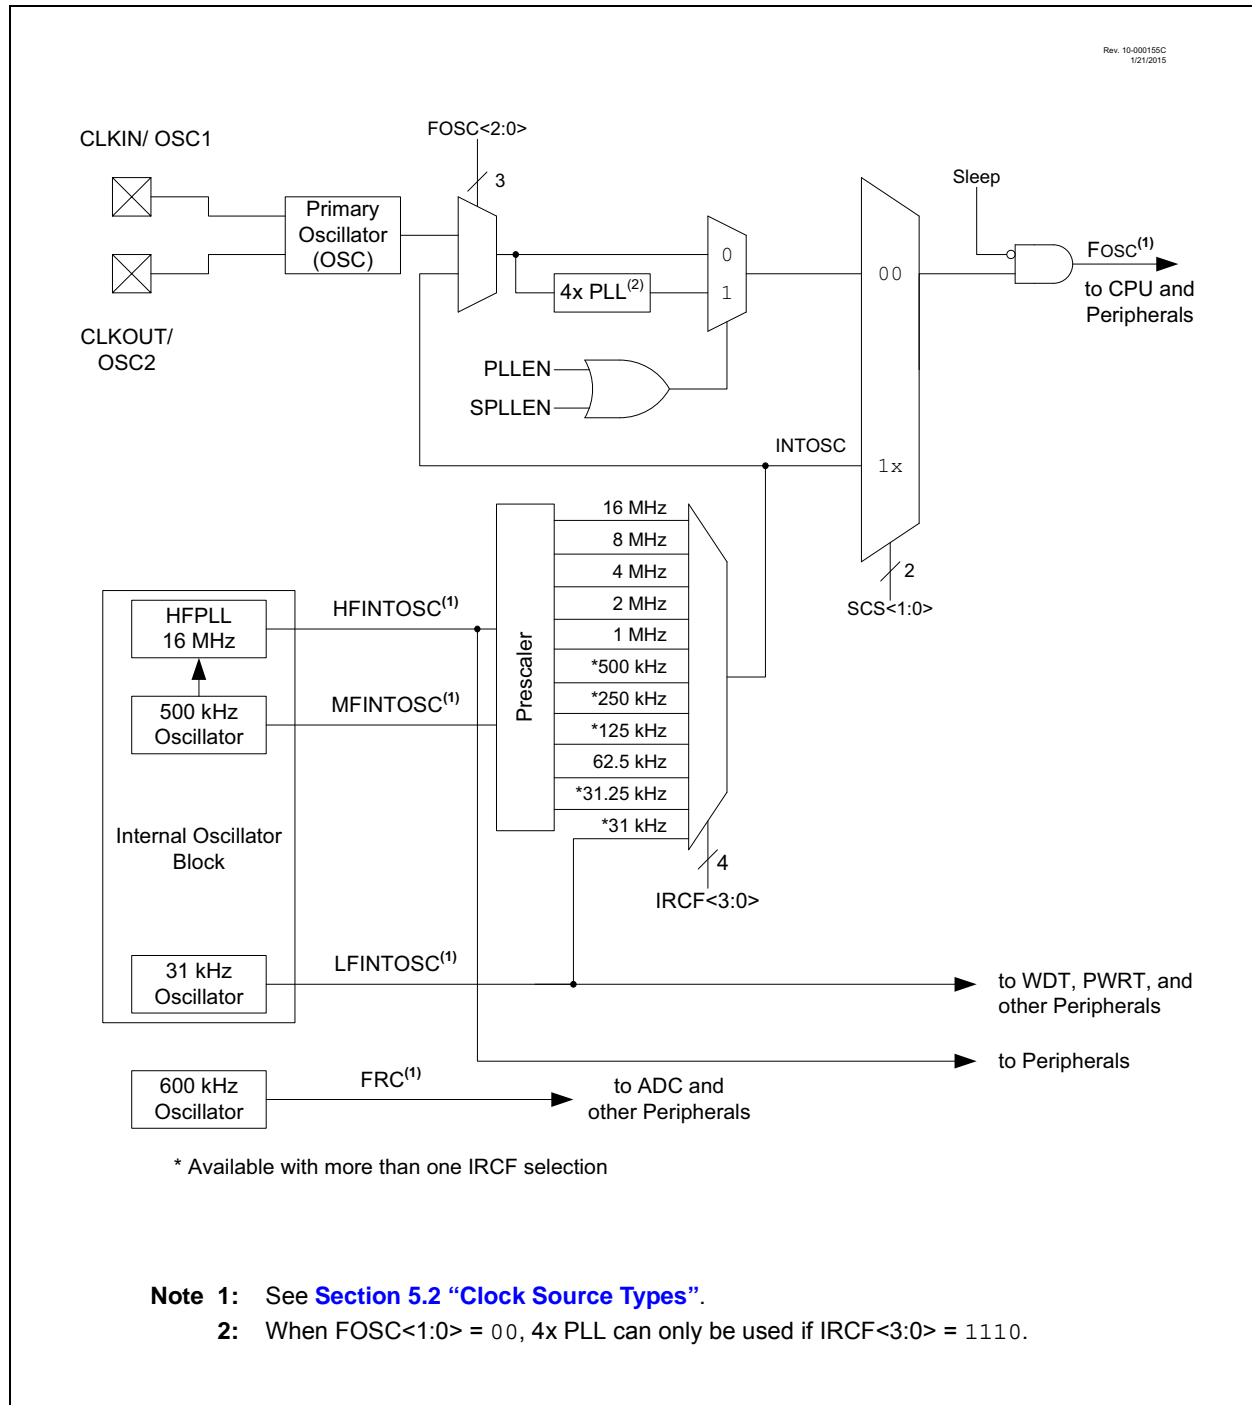 Rev. 10-000155C
1/21/2015
CLKIN/ OSC1
FOSC<2:0>
3
Sleep
Primary
Oscillator
(OSC)
0
00
FOSC(1)
4x PLL(2)
1
to CPU and
Peripherals
CLKOUT/
OSC2
PLLEN
SPLLEN
INTOSC
1x
16 MHz
8 MHz
4 MHz
2
2 MHz
SCS<1:0>
HFPLL
16 MHz
HFINTOSC(1)
1 MHz
Prescaler
*500 kHz
500 kHz
Oscillator
MFINTOSC(1)
*250 kHz
*125 kHz
62.5 kHz
*31.25 kHz
*31 kHz
Internal Oscillator
Block
4
IRCF<3:0>
31 kHz
Oscillator
LFINTOSC(1)
to WDT, PWRT, and
other Peripherals
to Peripherals
600 kHz
Oscillator
FRC(1)
to ADC and
other Peripherals
* Available with more than one IRCF selection
Note 1: See Section 5.2 “Clock Source Types”.
2: When FOSC<1:0> = 00, 4x PLL can only be used if IRCF<3:0> = 1110.